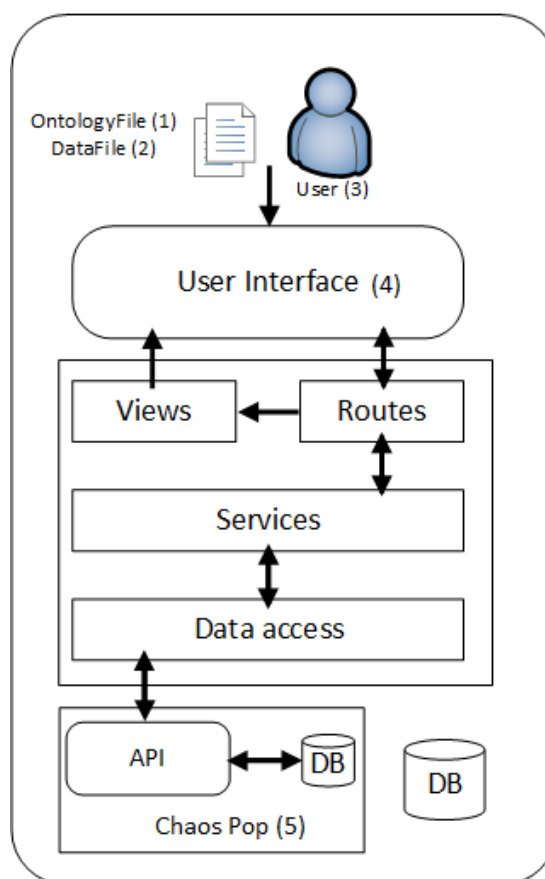 OntologyFile (1)
DataFile (2)
User (3)
User Interface (4)
Views
Routes
Services
Data access
API
DB
DB
Chaos Pop (5)